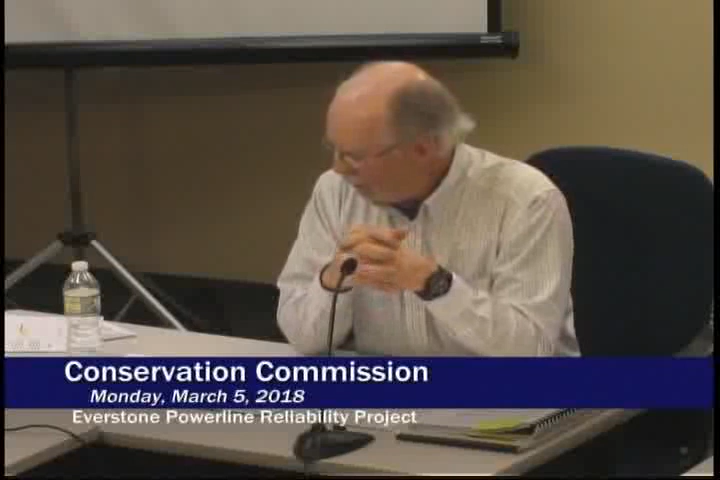 Conservation Commission
Monday, March 5, 2018
Everstone Powerline Reliability Project